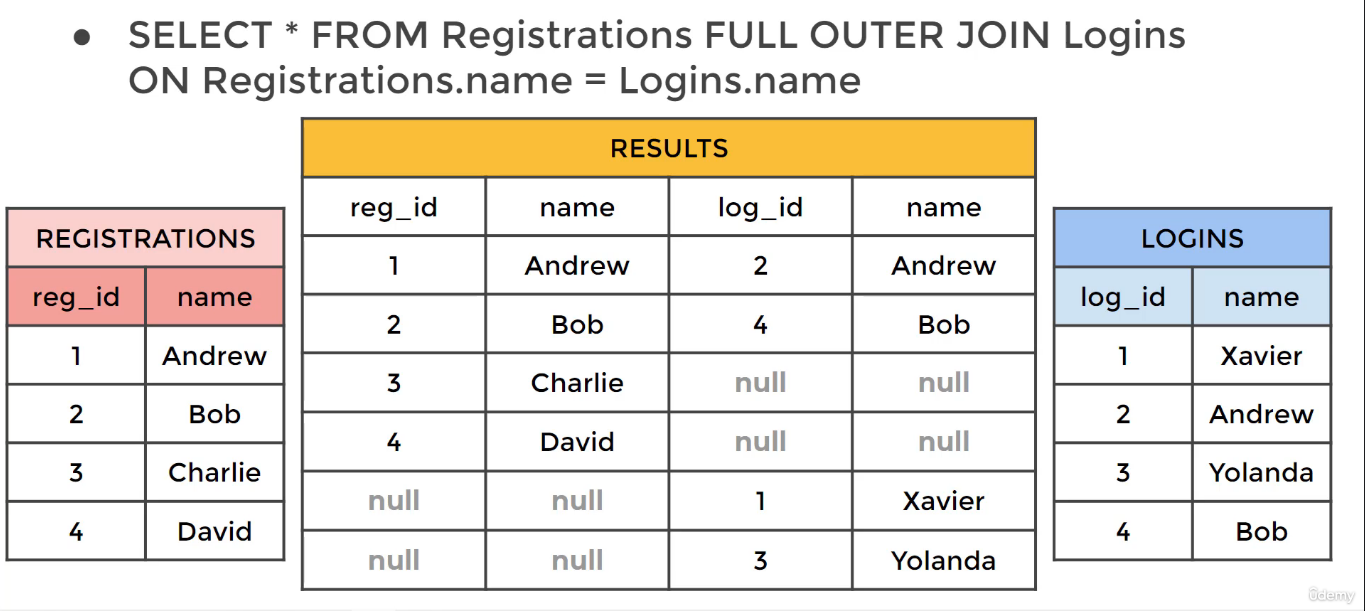 ● SELECT * FROM Registrations FULL OUTER JOIN Logins
ON Registrations.name = Logins.name
REGISTRATIONS
reg_id name
1 Andrew
2 Bob
3 Charlie
4 David
RESULTS
reg_id name log_id name
1 Andrew 2 Andrew
2 Bob 4 Bob
3 Charlie null null
4 David null null
null null 1 Xavier
null null 3 Yolanda
LOGINS
log_id name
1 Xavier
2 Andrew
3 Yolanda
4 Bob
ûdemy